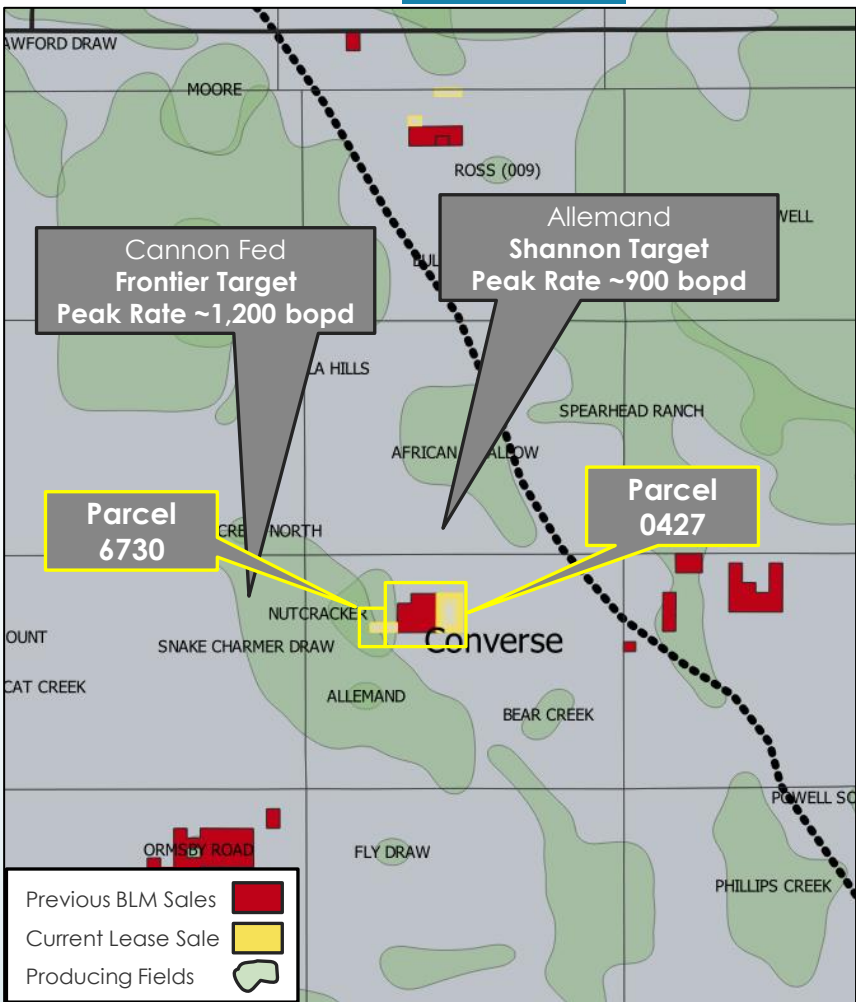 AWFORD DRAW
MOORE
ROSS (009)
WELL
Cannon Fed
Frontier Target
Peak Rate ~1,200 bopd
Allemand
Shannon Target
Peak Rate ~900 bopd
LA HILLS
SPEARHEAD RANCH
AFRICAN
ALLOW
Parcel
6730
Parcel
0427
NORTH
NUTCRACKER
OUNT
SNAKE CHARMER DRAW
Converse
CAT CREEK
ALLEMAND
BEAR CREEK
POWELL SO
ORMSBY ROAD
FLY DRAW
PHILLIPS CREEK
Previous BLM Sales
Current Lease Sale
Producing Fields